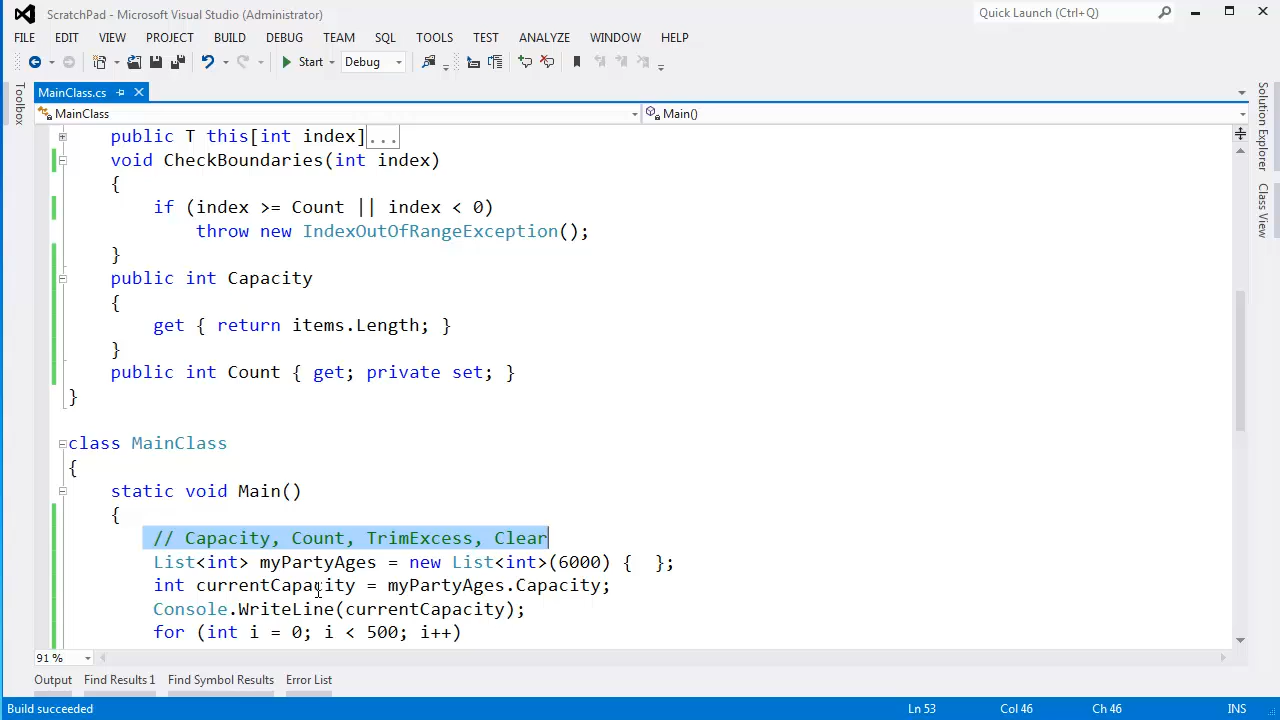 ScratchPad - Microsoft Visual Studio (Administrator)
Quick Launch (Ctrl+Q)
FILE EDIT VIEW PROJECT BUILD DEBUG TEAM SQL TOOLS TEST ANALYZE WINDOW HELP
Start Debug
MainClass.cs
MainClass Main()
Toolbox
Solution Explorer
Class View
public T this[int index]...
void CheckBoundaries(int index)
{
if (index >= Count || index < 0)
throw new IndexOutOfRangeException();
}
public int Capacity
{
get { return items.Length; }
}
public int Count { get; private set; }
}
class MainClass
{
static void Main()
{
// Capacity, Count, TrimExcess, Clear
List<int> myPartyAges = new List<int>(6000) {  };
int currentCapacity = myPartyAges.Capacity;
Console.WriteLine(currentCapacity);
for (int i = 0; i < 500; i++)
91 %
Output Find Results 1 Find Symbol Results Error List
Build succeeded Ln 53 Col 46 Ch 46 INS